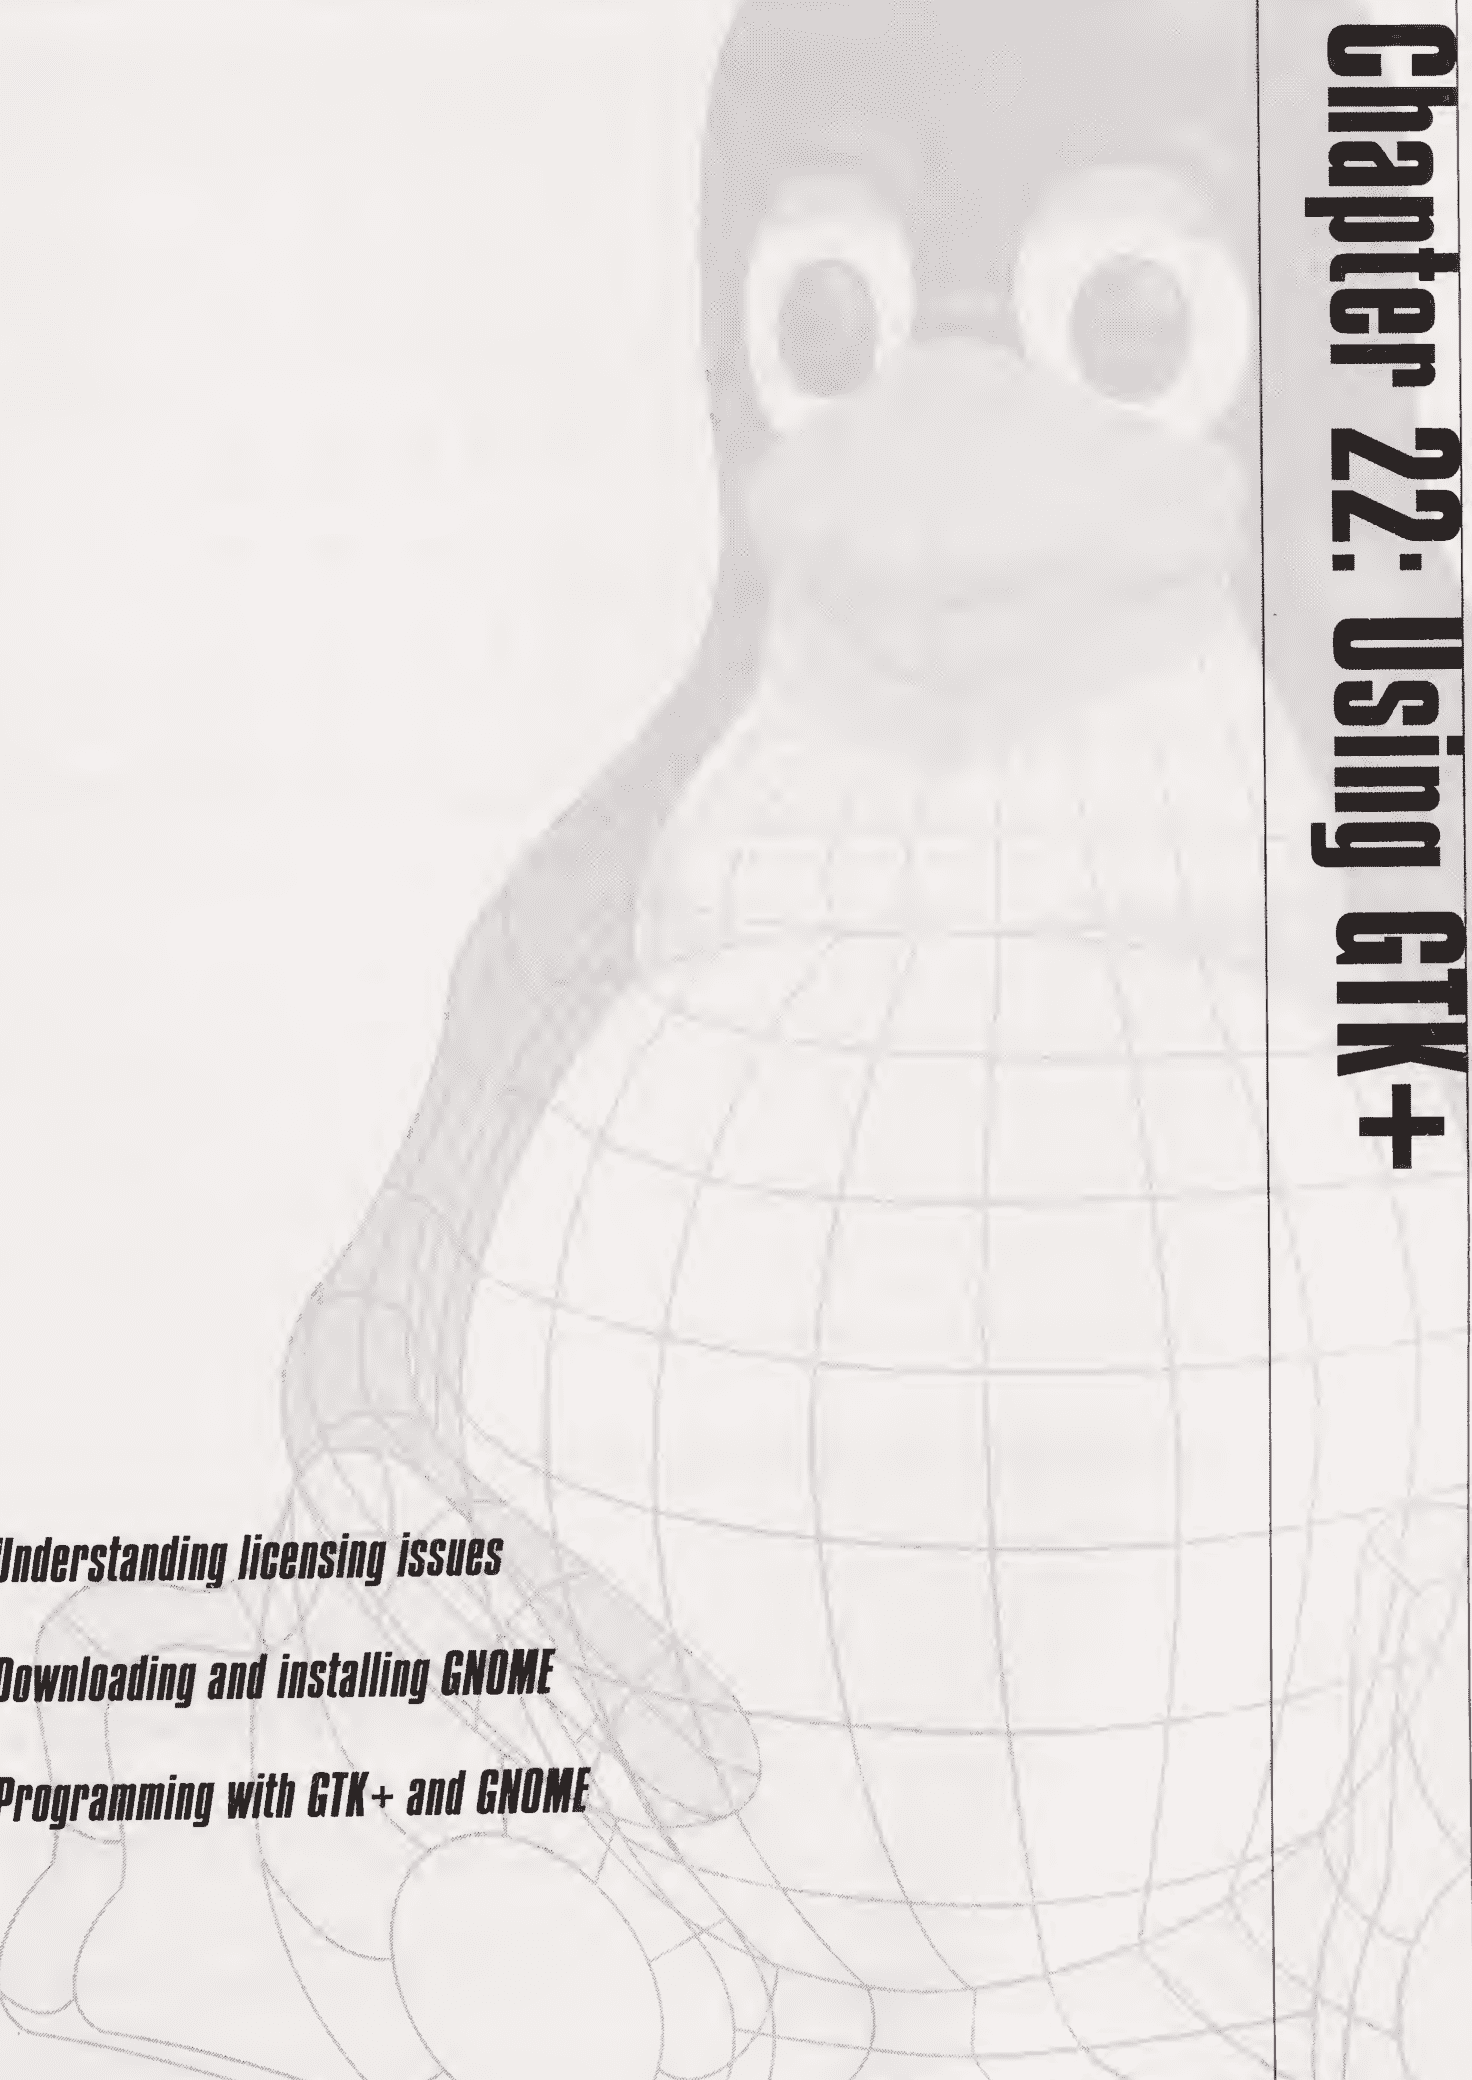 Chapter 22: Using GTK+
Understanding licensing issues
Downloading and installing GNOME
Programming with GTK+ and GNOME